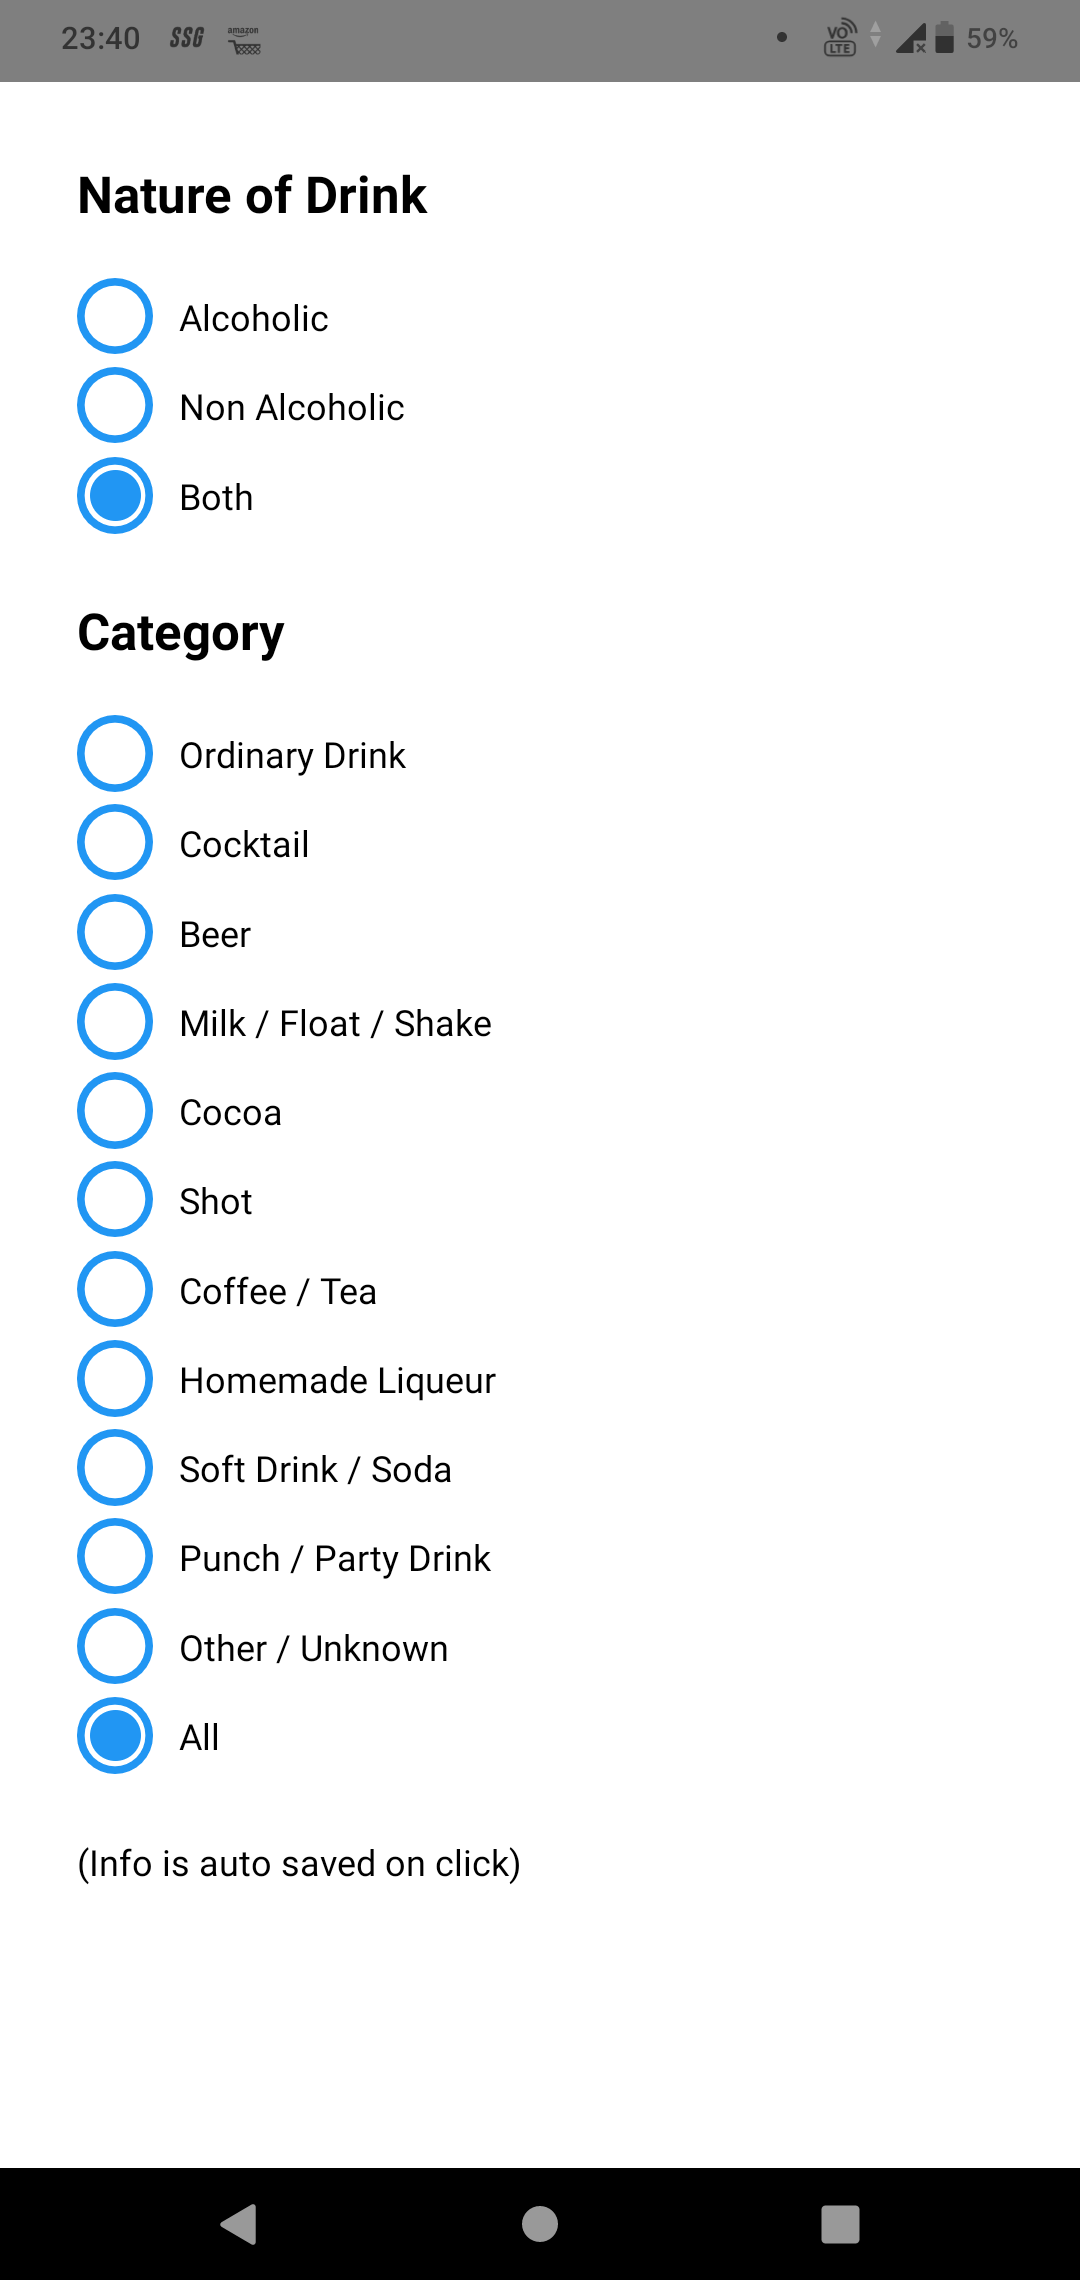 23:40 SSG amazon VO LTE 59%
Nature of Drink
Alcoholic
Non Alcoholic
Both
Category
Ordinary Drink
Cocktail
Beer
Milk / Float / Shake
Cocoa
Shot
Coffee / Tea
Homemade Liqueur
Soft Drink / Soda
Punch / Party Drink
Other / Unknown
All
(Info is auto saved on click)